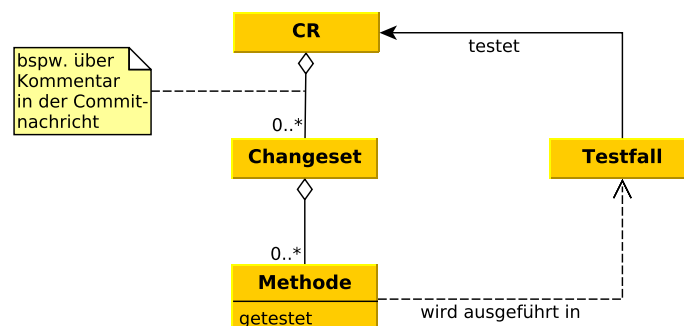 CR
testet
bspw. über
Kommentar
in der Commit-
nachricht
0..*
Changeset
Testfall
0..*
Methode
getestet
wird ausgeführt in